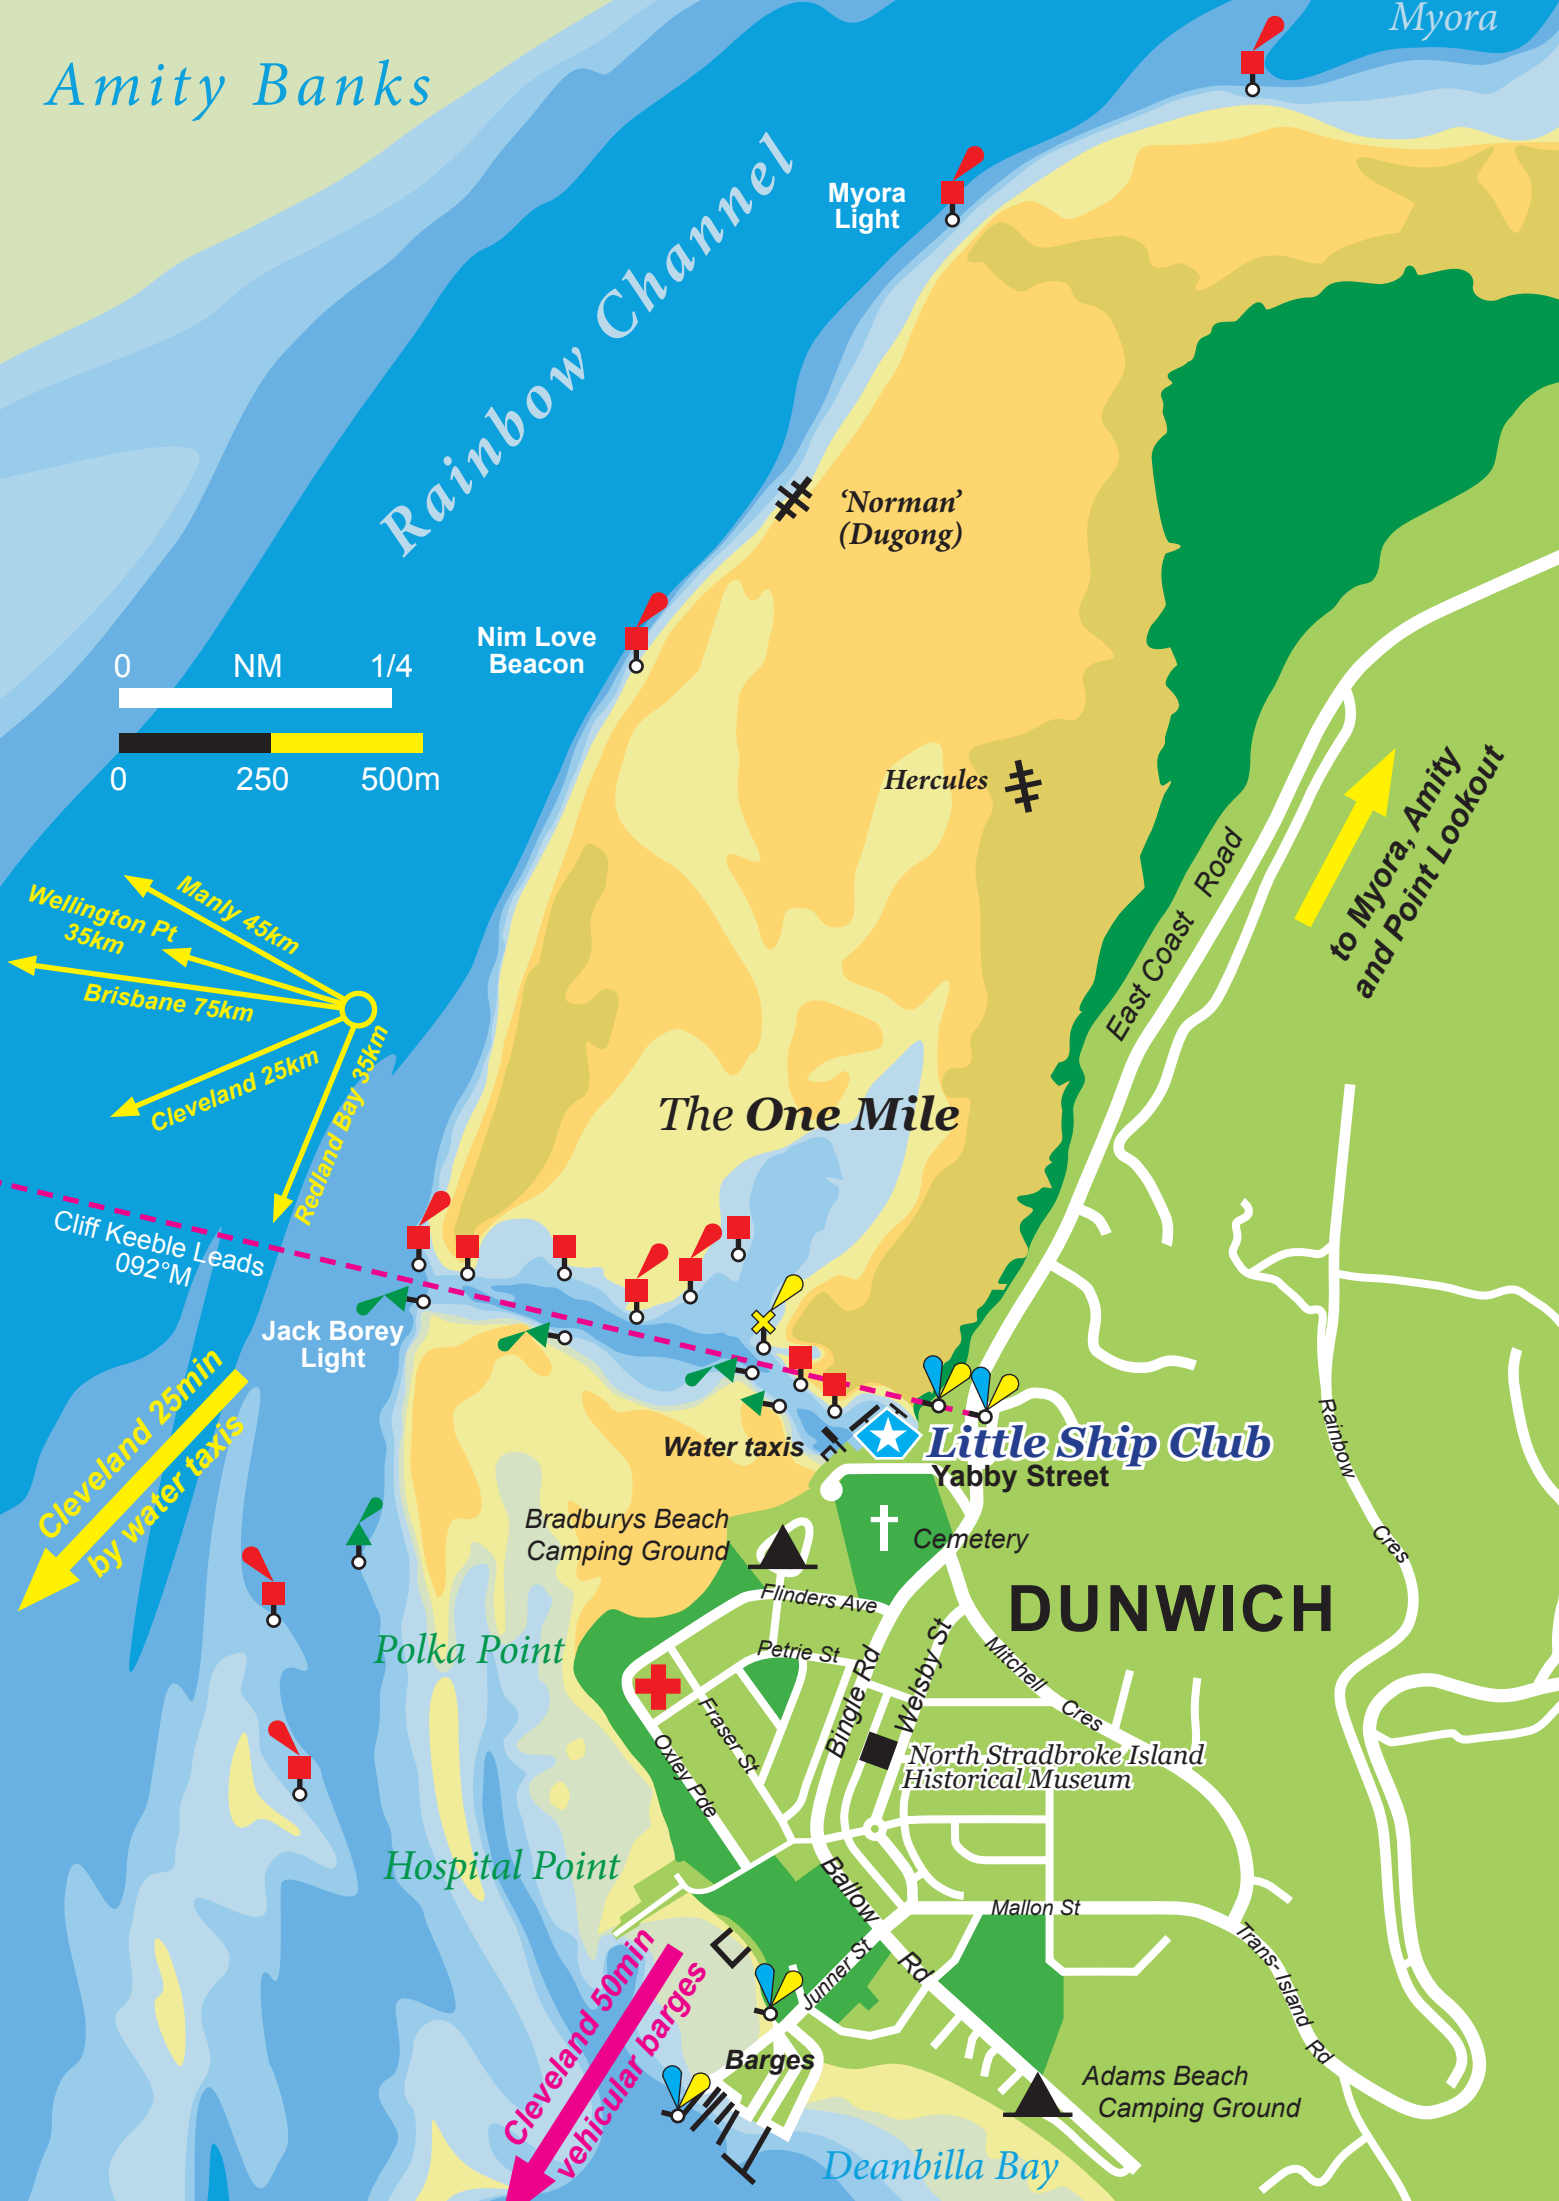 Myora
Amity Banks
Rainbow Channel
Myora
Light
‘Norman’
(Dugong)
Nim Love
Beacon
0 NM 1/4
0 250 500m
Hercules
to Myora, Amity
and Point Lookout
East Coast Road
Manly 45km
Wellington Pt
35km
Brisbane 75km
Cleveland 25km
Redland Bay 35km
The One Mile
Cliff Keeble Leads
092°M
Jack Borey
Light
Cleveland 25min
by water taxis
Water taxis
Little Ship Club
Yabby Street
Rainbow Cres
Bradburys Beach
Camping Ground
Cemetery
DUNWICH
Flinders Ave
Petrie St
Polka Point
Bingle Rd
Welsby St
Mitchell Cres
Fraser St
Oxley Pde
North Stradbroke Island
Historical Museum
Hospital Point
Ballow Rd
Mallon St
Junner St
Trans- Island Rd
Cleveland 50min
vehicular barges
Barges
Adams Beach
Camping Ground
Deanbilla Bay